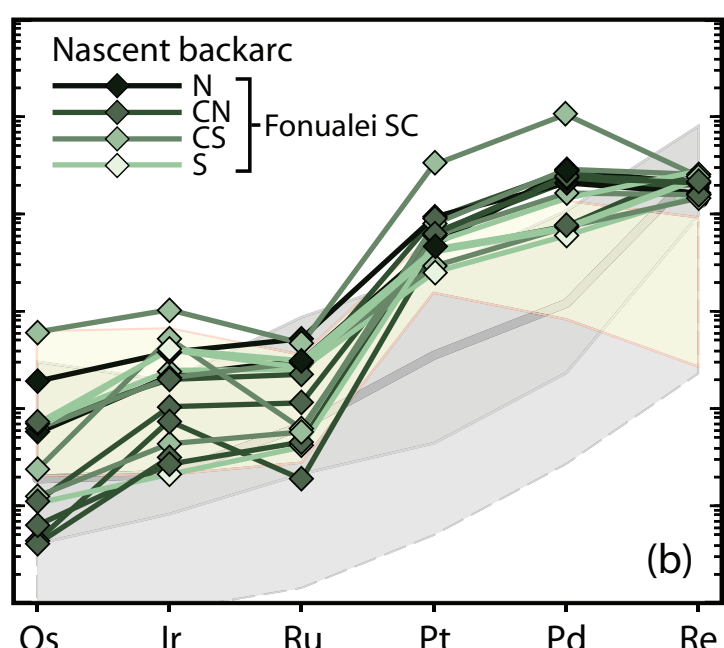 Nascent backarc
N
CN
CS
S
Fonualei SC
(b)
Os Ir Ru Pt Pd Re